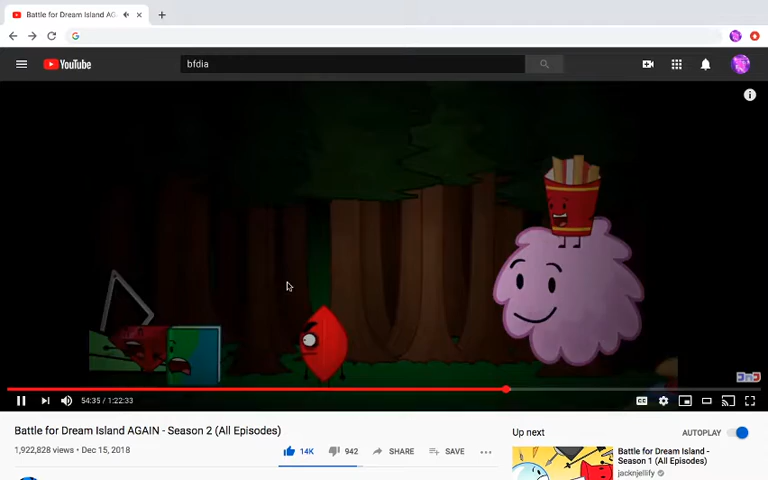 Battle for Dream Island AG
YouTube
bfdia
54:35 / 1:22:33
CC
Battle for Dream Island AGAIN - Season 2 (All Episodes)
1,922,828 views • Dec 15, 2018
14K
942
SHARE
SAVE
Up next
AUTOPLAY
Battle for Dream Island -
Season 1 (All Episodes)
jacknjellify